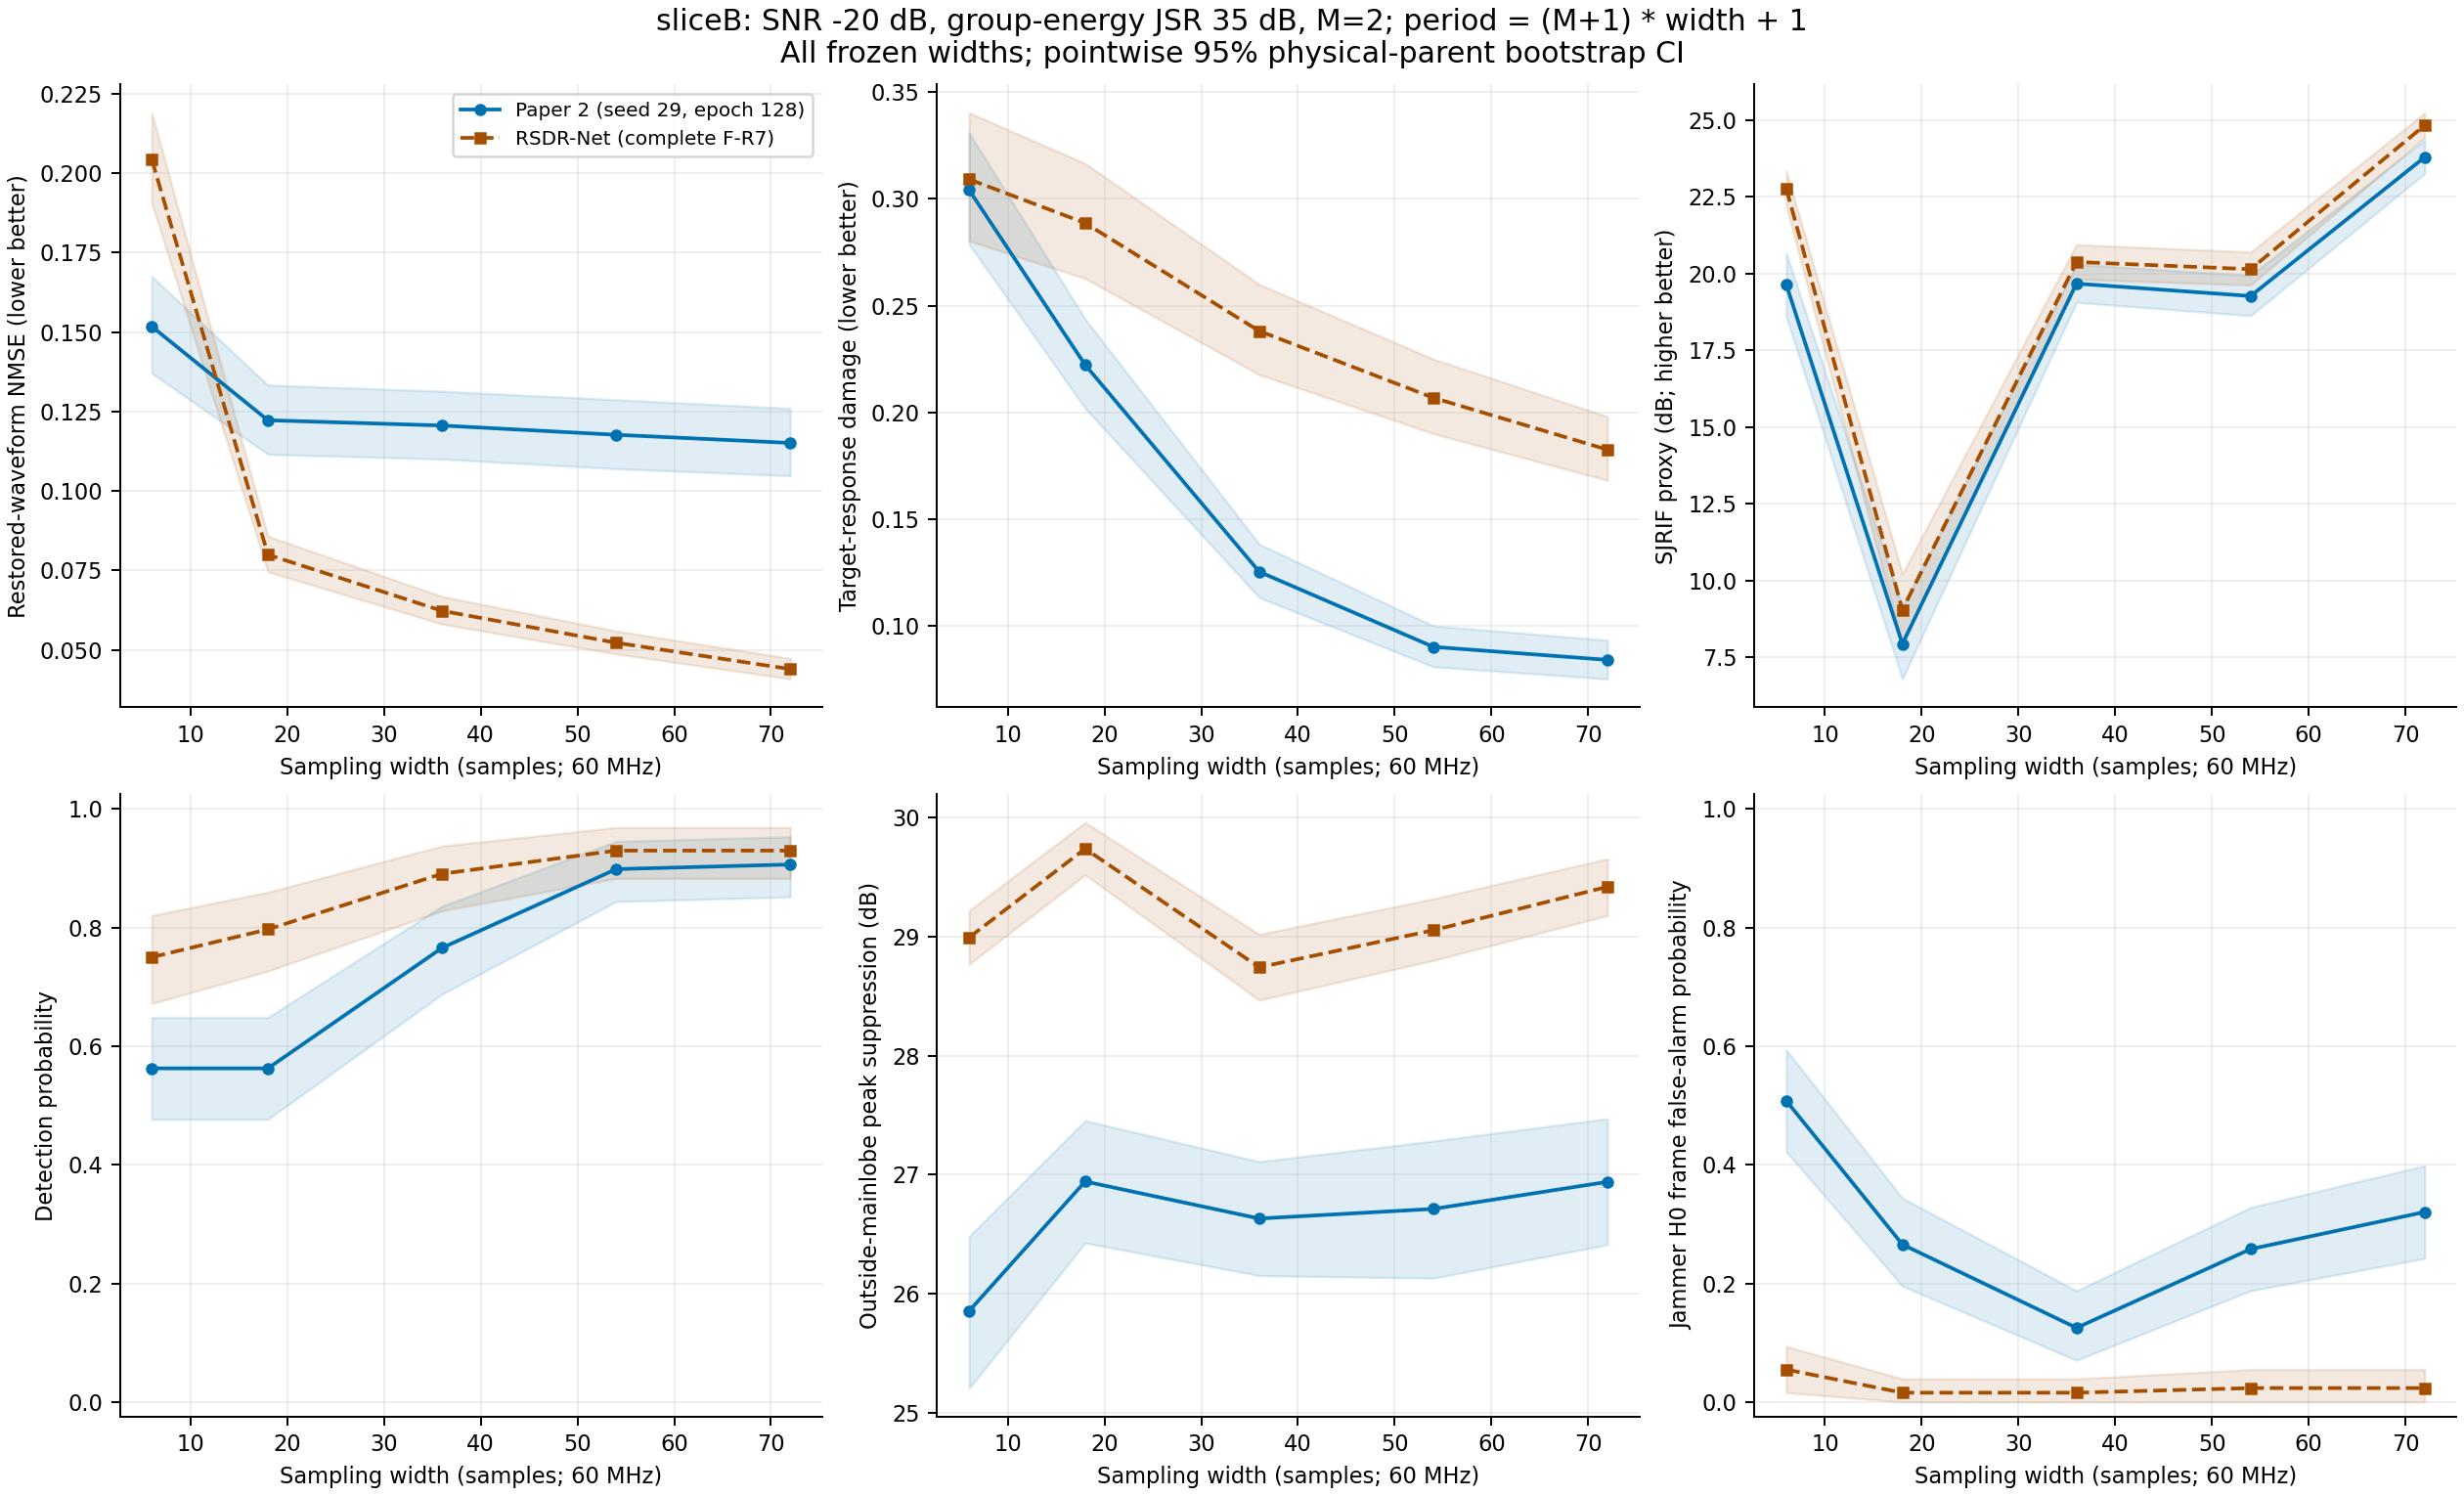 sliceB: SNR -20 dB, group-energy JSR 35 dB, M=2; period = (M+1) * width + 1
All frozen widths; pointwise 95% physical-parent bootstrap CI
Restored-waveform NMSE (lower better)
0.225
0.200
0.175
0.150
0.125
0.100
0.075
0.050
Paper 2 (seed 29, epoch 128)
RSDR-Net (complete F-R7)
10 20 30 40 50 60 70
Sampling width (samples; 60 MHz)
Target-response damage (lower better)
0.35
0.30
0.25
0.20
0.15
0.10
10 20 30 40 50 60 70
Sampling width (samples; 60 MHz)
SJRIF proxy (dB; higher better)
25.0
22.5
20.0
17.5
15.0
12.5
10.0
7.5
10 20 30 40 50 60 70
Sampling width (samples; 60 MHz)
Detection probability
1.0
0.8
0.6
0.4
0.2
0.0
10 20 30 40 50 60 70
Sampling width (samples; 60 MHz)
Outside-mainlobe peak suppression (dB)
30
29
28
27
26
25
10 20 30 40 50 60 70
Sampling width (samples; 60 MHz)
Jammer H0 frame false-alarm probability
1.0
0.8
0.6
0.4
0.2
0.0
10 20 30 40 50 60 70
Sampling width (samples; 60 MHz)